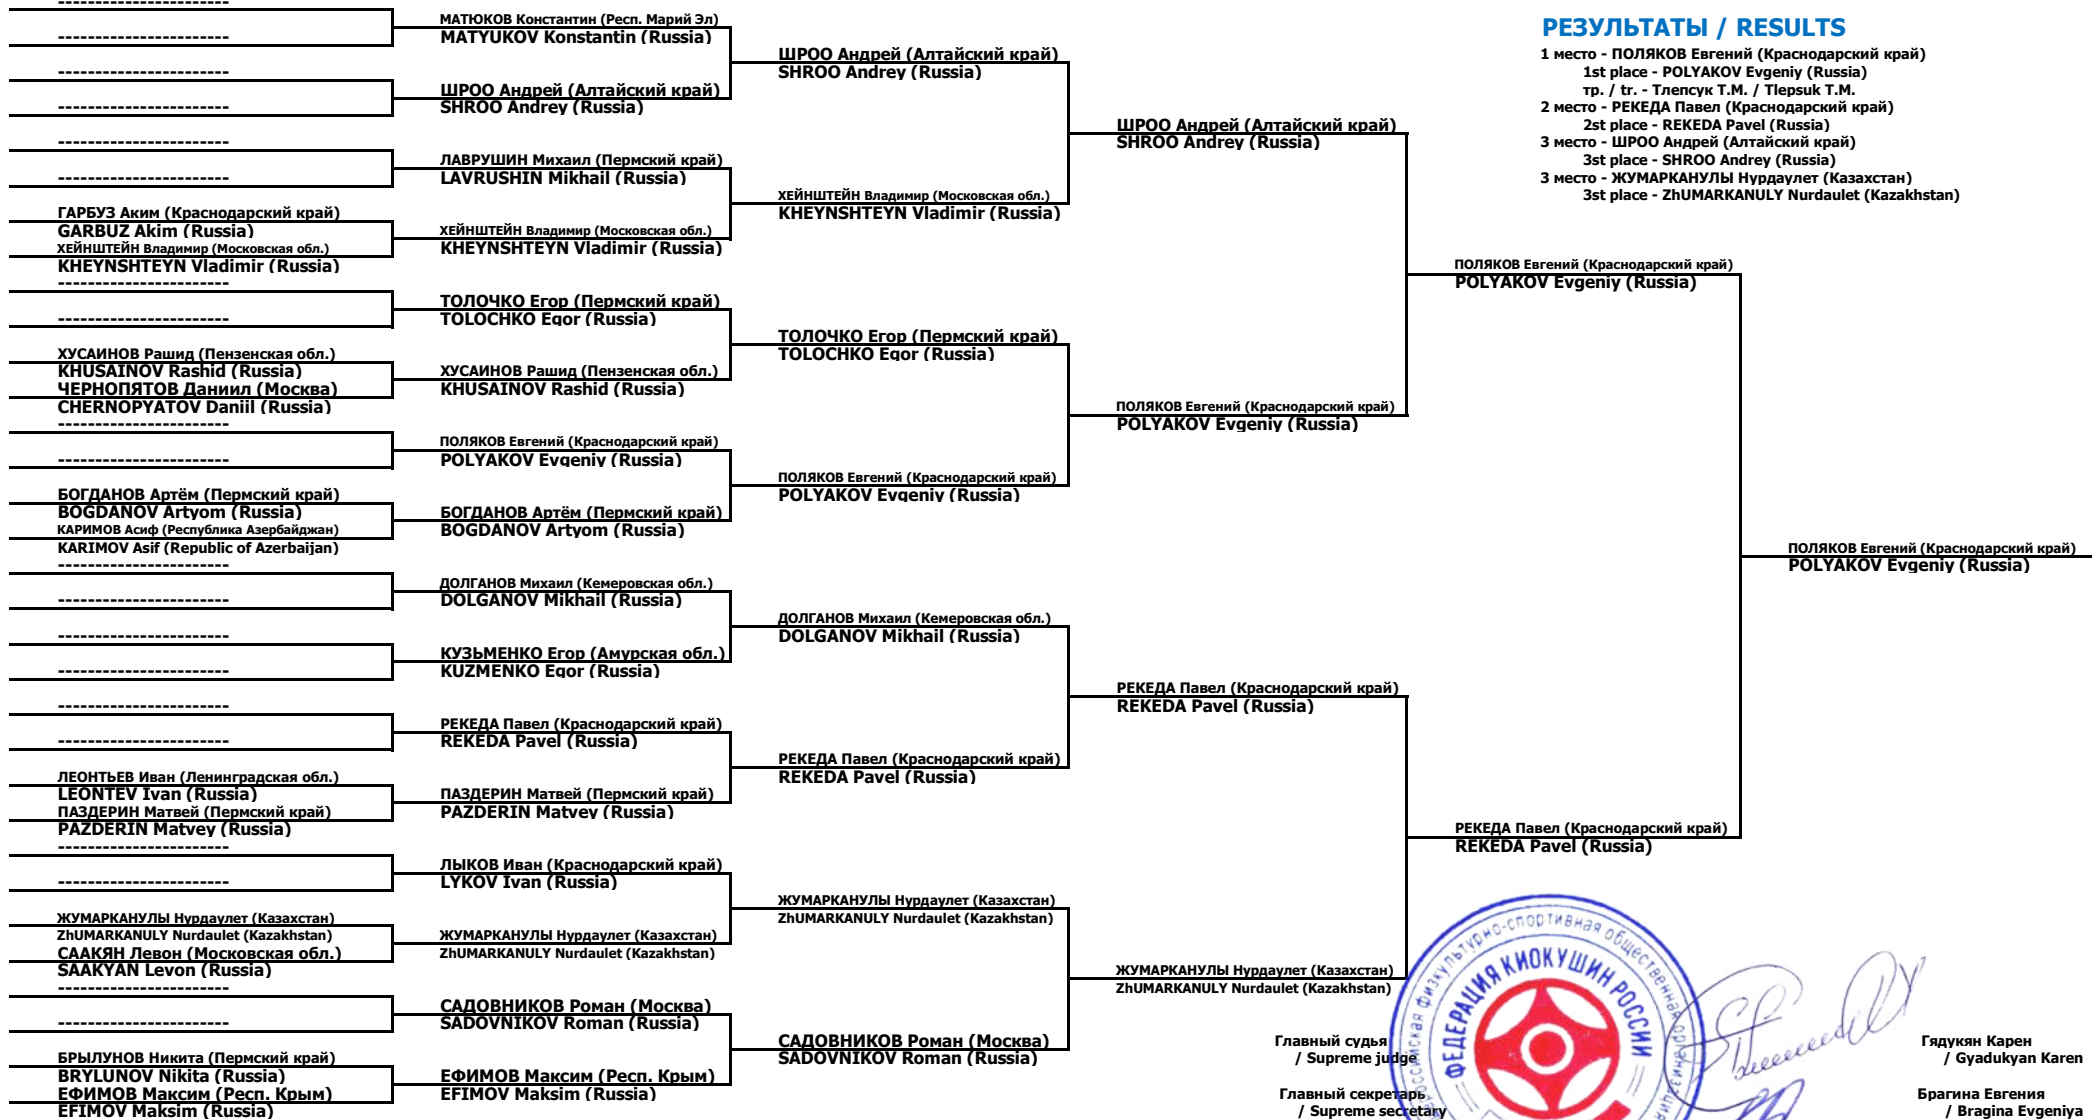 -----------------------
-----------------------
-----------------------
-----------------------
-----------------------
-----------------------
ГАРБУЗ Аким (Краснодарский край)
GARBUZ Akim (Russia)
ХЕЙНШТЕЙН Владимир (Московская обл.)
KHEYNSHTEYN Vladimir (Russia)
-----------------------
-----------------------
ХУСАИНОВ Рашид (Пензенская обл.)
KHUSAINOV Rashid (Russia)
ЧЕРНОПЯТОВ Даниил (Москва)
CHERNOPYATOV Daniil (Russia)
-----------------------
-----------------------
БОГДАНОВ Артём (Пермский край)
BOGDANOV Artyom (Russia)
КАРИМОВ Асиф (Республика Азербайджан)
KARIMOV Asif (Republic of Azerbaijan)
-----------------------
-----------------------
-----------------------
-----------------------
-----------------------
-----------------------
ЛЕОНТЬЕВ Иван (Ленинградская обл.)
LEONTEV Ivan (Russia)
ПАЗДЕРИН Матвей (Пермский край)
PAZDERIN Matvey (Russia)
-----------------------
-----------------------
ЖУМАРКАНУЛЫ Нурдаулет (Казахстан)
ZhUMARKANULY Nurdaulet (Kazakhstan)
СААКЯН Левон (Московская обл.)
SAAKYAN Levon (Russia)
-----------------------
-----------------------
БРЫЛУНОВ Никита (Пермский край)
BRYLUNOV Nikita (Russia)
ЕФИМОВ Максим (Респ. Крым)
EFIMOV Maksim (Russia)
МАТЮКОВ Константин (Респ. Марий Эл)
MATYUKOV Konstantin (Russia)
ШРОО Андрей (Алтайский край)
SHROO Andrey (Russia)
ЛАВРУШИН Михаил (Пермский край)
LAVRUSHIN Mikhail (Russia)
ХЕЙНШТЕЙН Владимир (Московская обл.)
KHEYNSHTEYN Vladimir (Russia)
ТОЛОЧКО Егор (Пермский край)
TOLOCHKO Egor (Russia)
ХУСАИНОВ Рашид (Пензенская обл.)
KHUSAINOV Rashid (Russia)
ПОЛЯКОВ Евгений (Краснодарский край)
POLYAKOV Evgeniy (Russia)
БОГДАНОВ Артём (Пермский край)
BOGDANOV Artyom (Russia)
ДОЛГАНОВ Михаил (Кемеровская обл.)
DOLGANOV Mikhail (Russia)
КУЗЬМЕНКО Егор (Амурская обл.)
KUZMENKO Egor (Russia)
РЕКЕДА Павел (Краснодарский край)
REKEDA Pavel (Russia)
ПАЗДЕРИН Матвей (Пермский край)
PAZDERIN Matvey (Russia)
ЛЫКОВ Иван (Краснодарский край)
LYKOV Ivan (Russia)
ЖУМАРКАНУЛЫ Нурдаулет (Казахстан)
ZhUMARKANULY Nurdaulet (Kazakhstan)
САДОВНИКОВ Роман (Москва)
SADOVNIKOV Roman (Russia)
ЕФИМОВ Максим (Респ. Крым)
EFIMOV Maksim (Russia)
ШРОО Андрей (Алтайский край)
SHROO Andrey (Russia)
ХЕЙНШТЕЙН Владимир (Московская обл.)
KHEYNSHTEYN Vladimir (Russia)
ТОЛОЧКО Егор (Пермский край)
TOLOCHKO Egor (Russia)
ПОЛЯКОВ Евгений (Краснодарский край)
POLYAKOV Evgeniy (Russia)
ДОЛГАНОВ Михаил (Кемеровская обл.)
DOLGANOV Mikhail (Russia)
РЕКЕДА Павел (Краснодарский край)
REKEDA Pavel (Russia)
ЖУМАРКАНУЛЫ Нурдаулет (Казахстан)
ZhUMARKANULY Nurdaulet (Kazakhstan)
САДОВНИКОВ Роман (Москва)
SADOVNIKOV Roman (Russia)
ШРОО Андрей (Алтайский край)
SHROO Andrey (Russia)
ПОЛЯКОВ Евгений (Краснодарский край)
POLYAKOV Evgeniy (Russia)
РЕКЕДА Павел (Краснодарский край)
REKEDA Pavel (Russia)
ЖУМАРКАНУЛЫ Нурдаулет (Казахстан)
ZhUMARKANULY Nurdaulet (Kazakhstan)
ПОЛЯКОВ Евгений (Краснодарский край)
POLYAKOV Evgeniy (Russia)
РЕКЕДА Павел (Краснодарский край)
REKEDA Pavel (Russia)
ПОЛЯКОВ Евгений (Краснодарский край)
POLYAKOV Evgeniy (Russia)
РЕЗУЛЬТАТЫ / RESULTS
1 место - ПОЛЯКОВ Евгений (Краснодарский край)
1st place - POLYAKOV Evgeniy (Russia)
тр. / tr. - Тлепсук Т.М. / Tlepsuk T.M.
2 место - РЕКЕДА Павел (Краснодарский край)
2st place - REKEDA Pavel (Russia)
3 место - ШРОО Андрей (Алтайский край)
3st place - SHROO Andrey (Russia)
3 место - ЖУМАРКАНУЛЫ Нурдаулет (Казахстан)
3st place - ZhUMARKANULY Nurdaulet (Kazakhstan)
Главный судья
/ Supreme judge
Гядукян Карен
/ Gyadukyan Karen
Главный секретарь
/ Supreme secretary
Брагина Евгения
/ Bragina Evgeniya
физкультурно-спортивная общественная
ФЕДЕРАЦИЯ КИОКУШИН РОССИИ